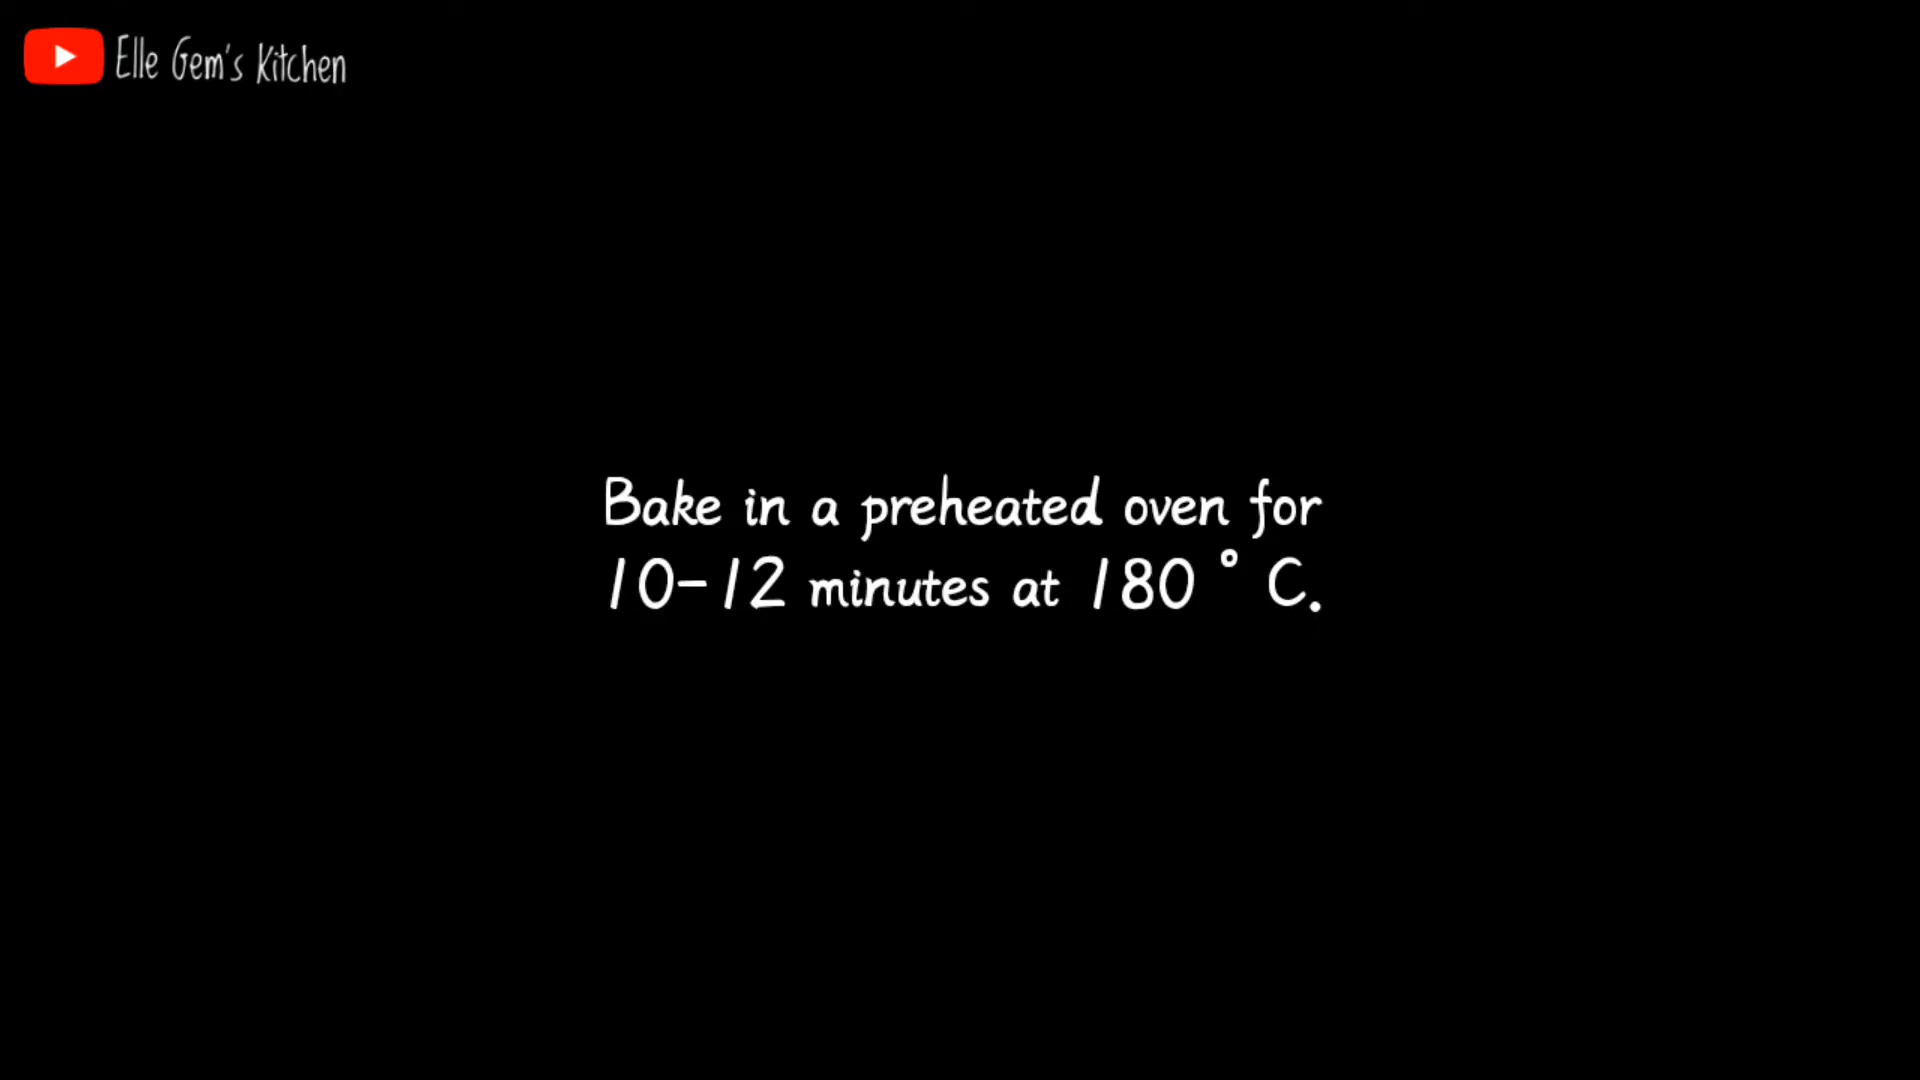 Elle Gem's Kitchen
Bake in a preheated oven for
10-12 minutes at 180 ° C.